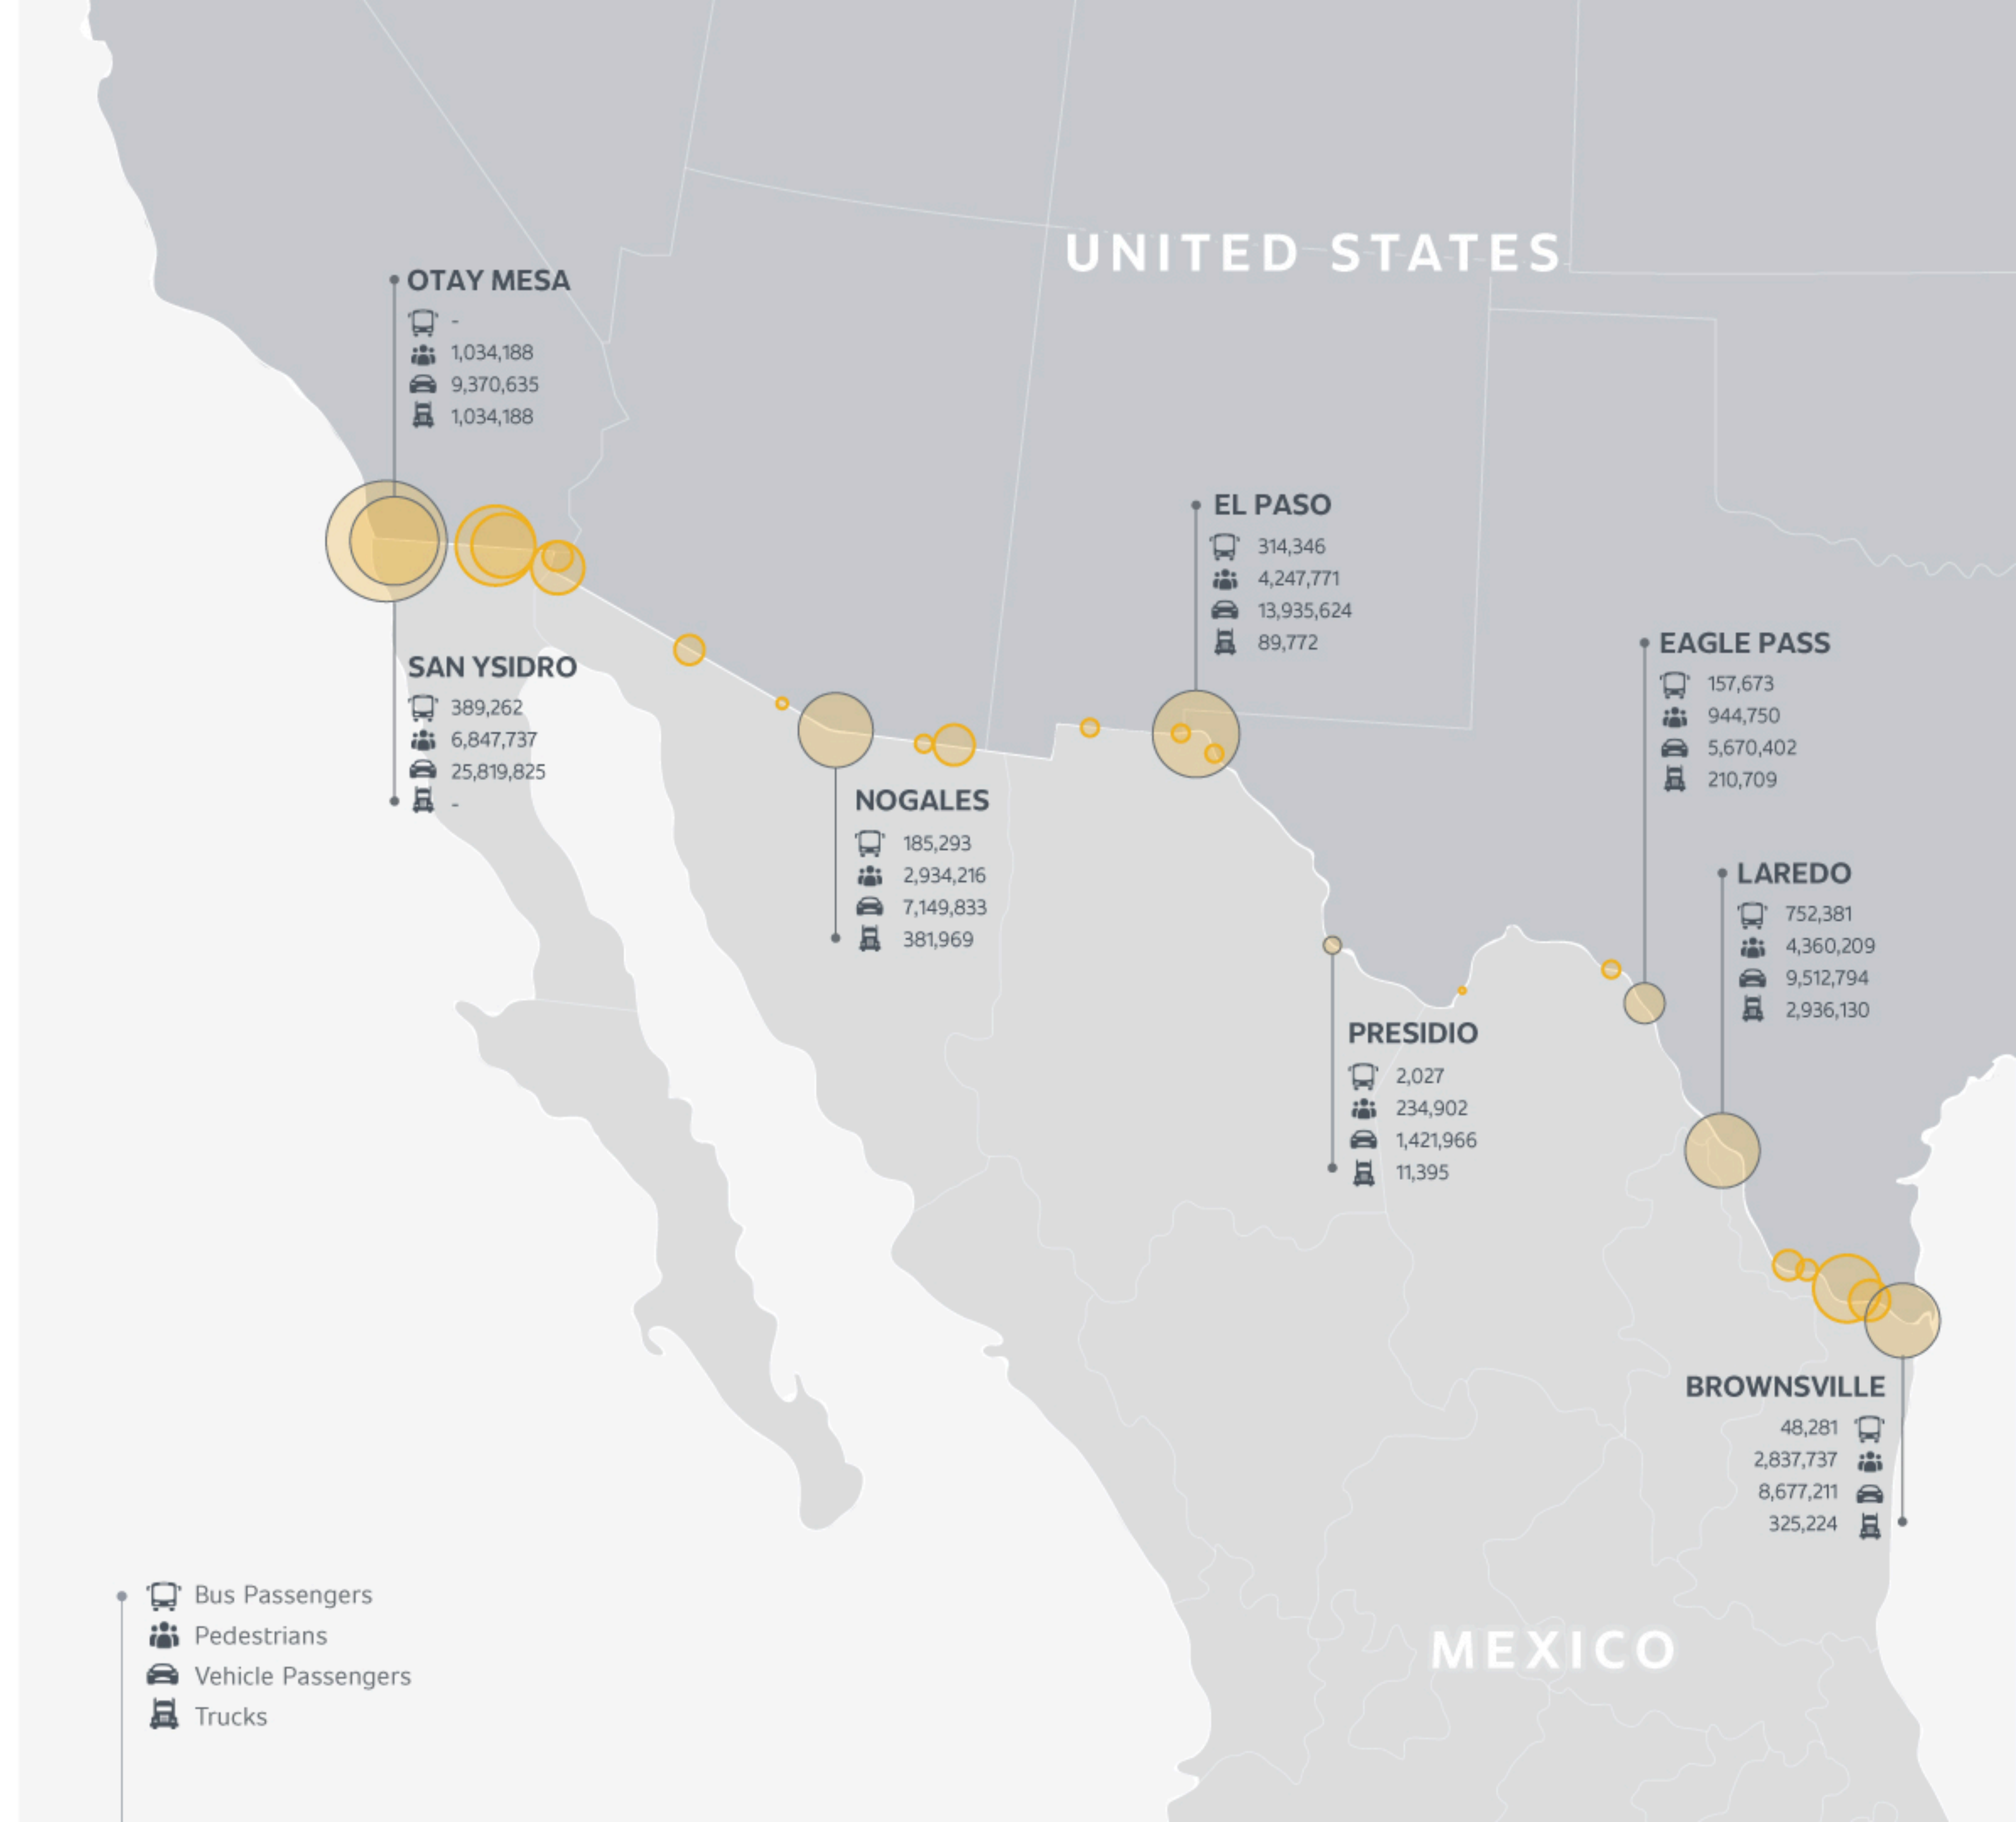 UNITED STATES
OTAY MESA
-
1,034,188
9,370,635
1,034,188
SAN YSIDRO
389,262
6,847,737
25,819,825
-
NOGALES
185,293
2,934,216
7,149,833
381,969
EL PASO
314,346
4,247,771
13,935,624
89,772
EAGLE PASS
157,673
944,750
5,670,402
210,709
LAREDO
752,381
4,360,209
9,512,794
2,936,130
PRESIDIO
2,027
234,902
1,421,966
11,395
BROWNSVILLE
48,281
2,837,737
8,677,211
325,224
Bus Passengers
Pedestrians
Vehicle Passengers
Trucks
MEXICO